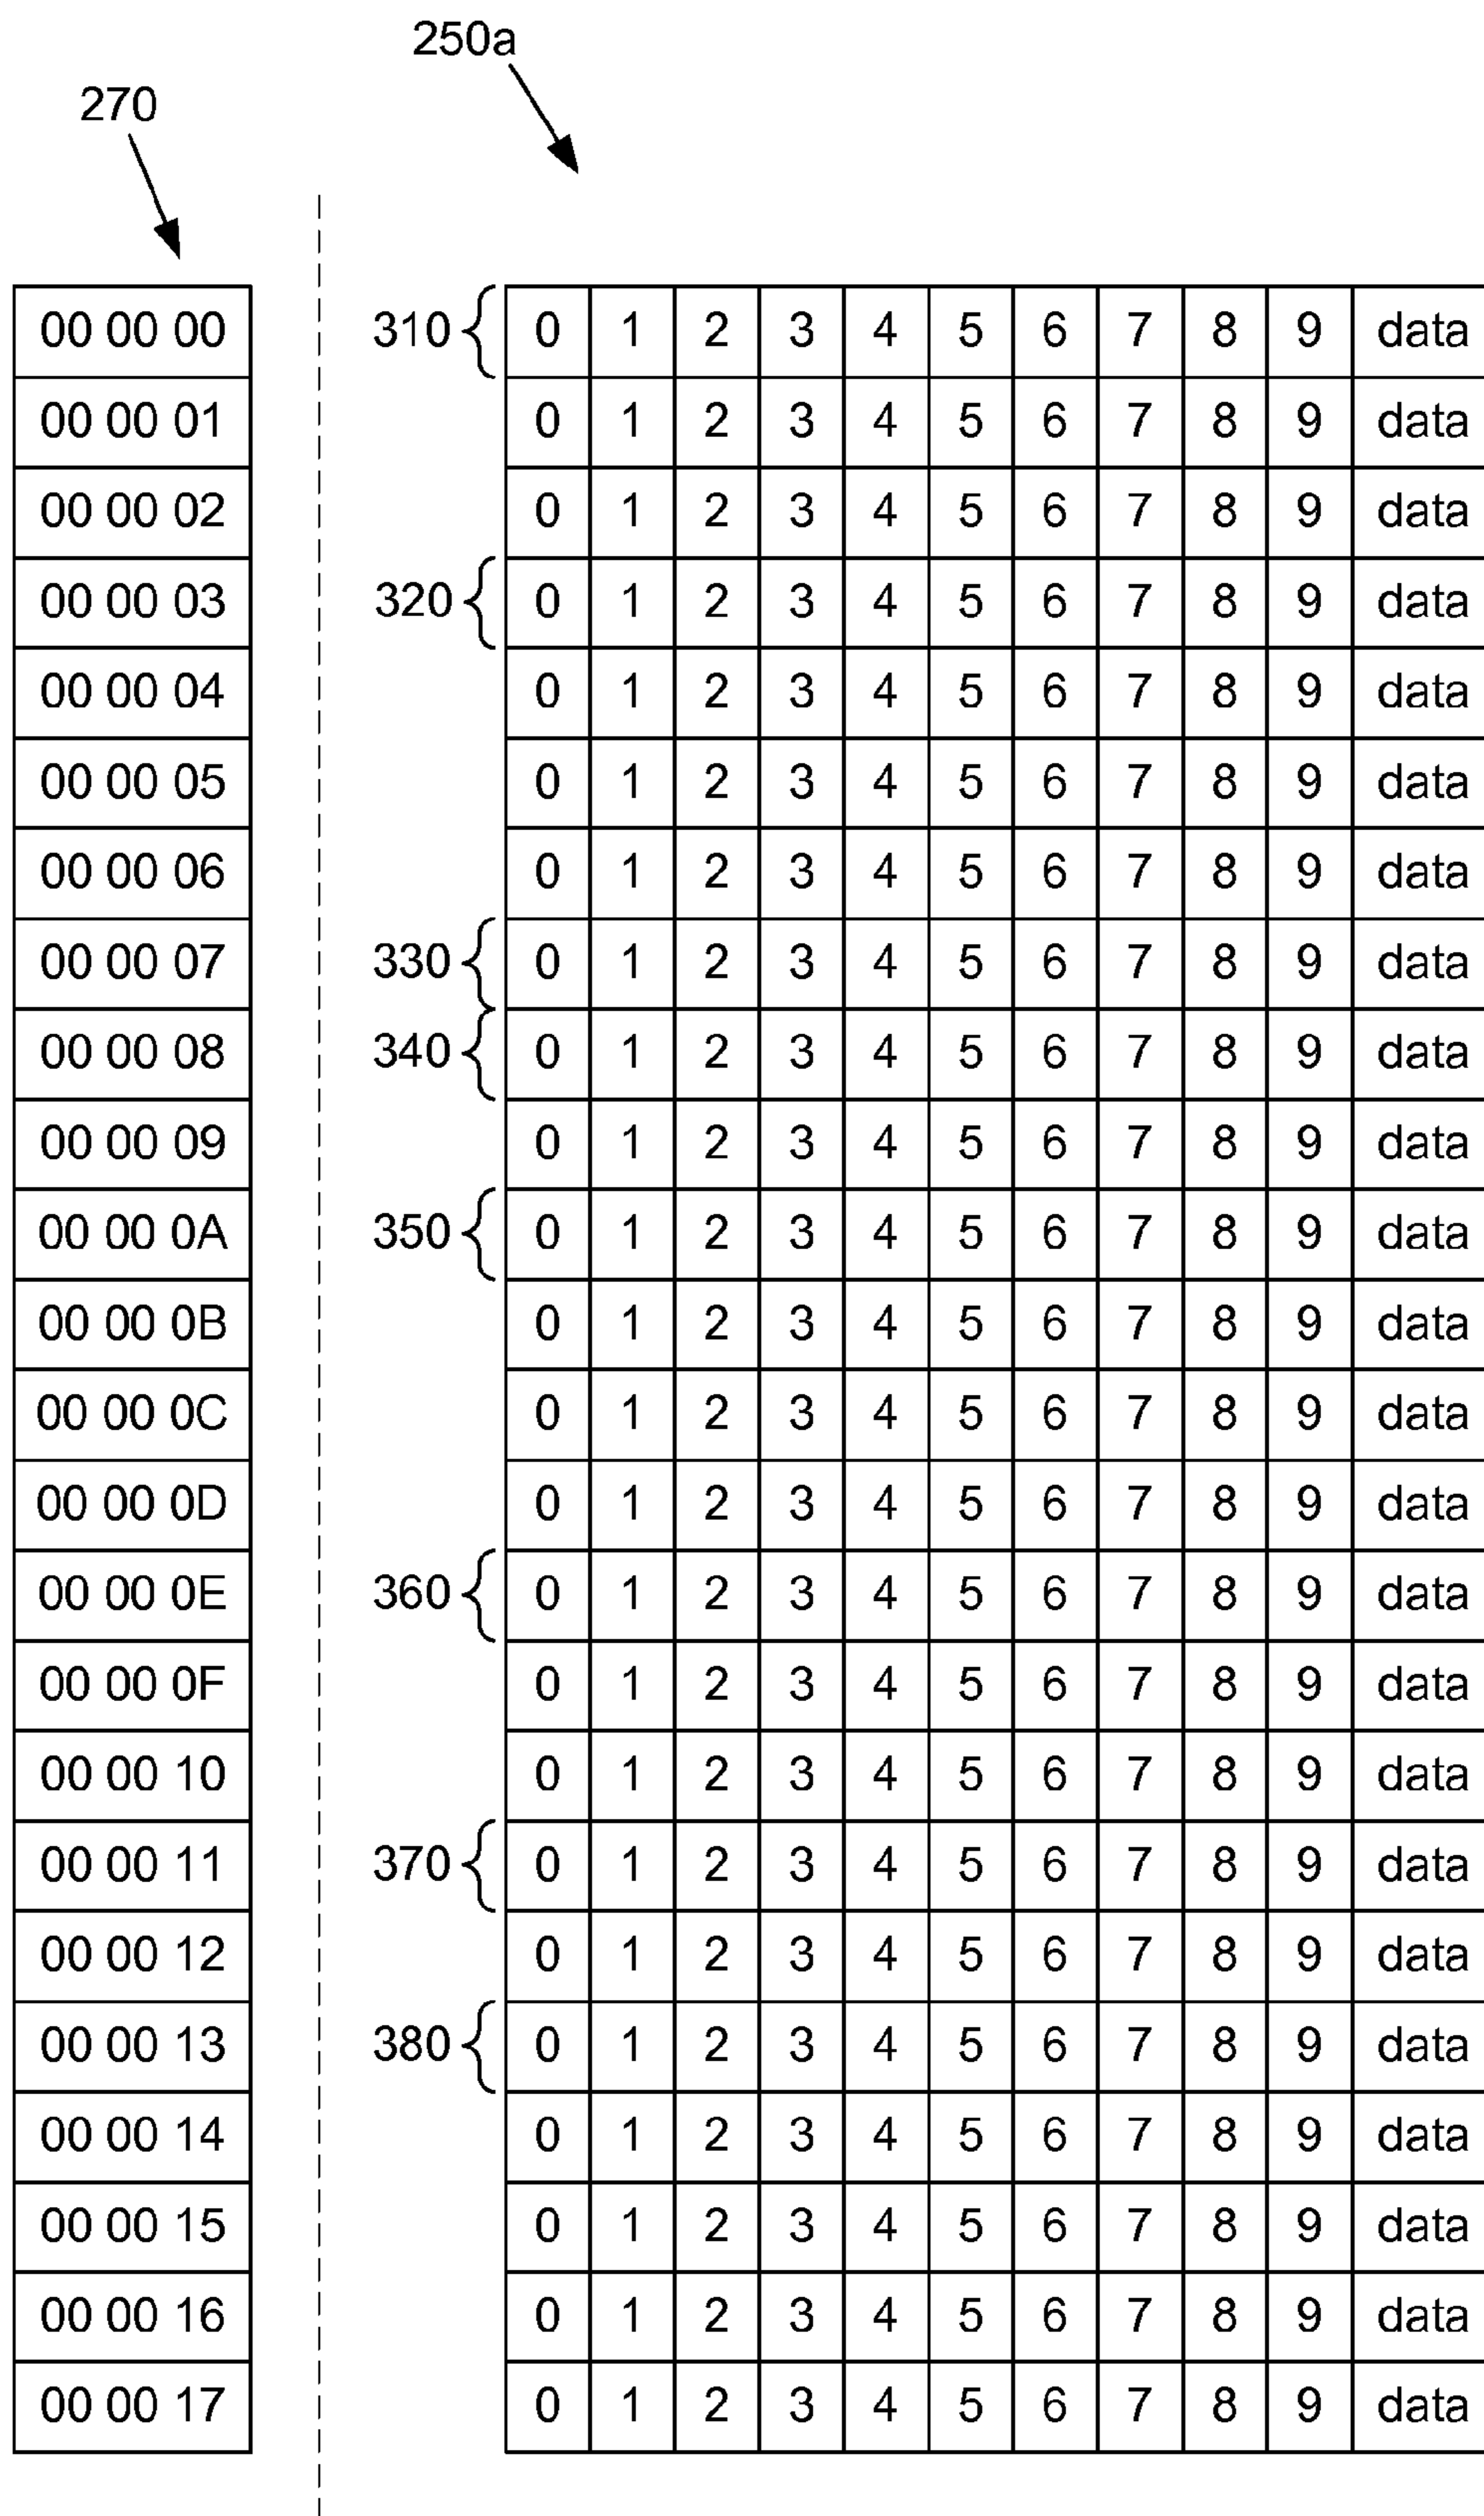 250a
270
00 00 00 310 0 1 2 3 4 5 6 7 8 9 data
00 00 01 0 1 2 3 4 5 6 7 8 9 data
00 00 02 0 1 2 3 4 5 6 7 8 9 data
00 00 03 320 0 1 2 3 4 5 6 7 8 9 data
00 00 04 0 1 2 3 4 5 6 7 8 9 data
00 00 05 0 1 2 3 4 5 6 7 8 9 data
00 00 06 0 1 2 3 4 5 6 7 8 9 data
00 00 07 330 0 1 2 3 4 5 6 7 8 9 data
00 00 08 340 0 1 2 3 4 5 6 7 8 9 data
00 00 09 0 1 2 3 4 5 6 7 8 9 data
00 00 0A 350 0 1 2 3 4 5 6 7 8 9 data
00 00 0B 0 1 2 3 4 5 6 7 8 9 data
00 00 0C 0 1 2 3 4 5 6 7 8 9 data
00 00 0D 0 1 2 3 4 5 6 7 8 9 data
00 00 0E 360 0 1 2 3 4 5 6 7 8 9 data
00 00 0F 0 1 2 3 4 5 6 7 8 9 data
00 00 10 0 1 2 3 4 5 6 7 8 9 data
00 00 11 370 0 1 2 3 4 5 6 7 8 9 data
00 00 12 0 1 2 3 4 5 6 7 8 9 data
00 00 13 380 0 1 2 3 4 5 6 7 8 9 data
00 00 14 0 1 2 3 4 5 6 7 8 9 data
00 00 15 0 1 2 3 4 5 6 7 8 9 data
00 00 16 0 1 2 3 4 5 6 7 8 9 data
00 00 17 0 1 2 3 4 5 6 7 8 9 data